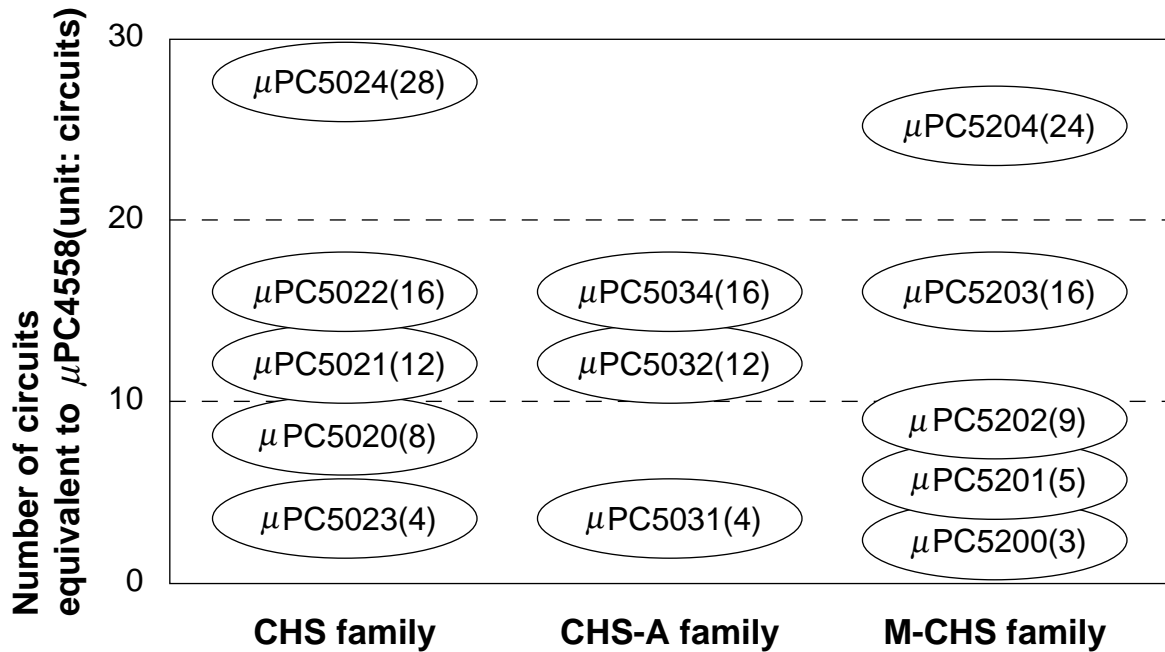 Number of circuits
equivalent to μPC4558(unit: circuits)
30
20
10
0
μPC5024(28)
μPC5022(16)
μPC5021(12)
μPC5020(8)
μPC5023(4)
μPC5034(16)
μPC5032(12)
μPC5031(4)
μPC5204(24)
μPC5203(16)
μPC5202(9)
μPC5201(5)
μPC5200(3)
CHS family
CHS-A family
M-CHS family